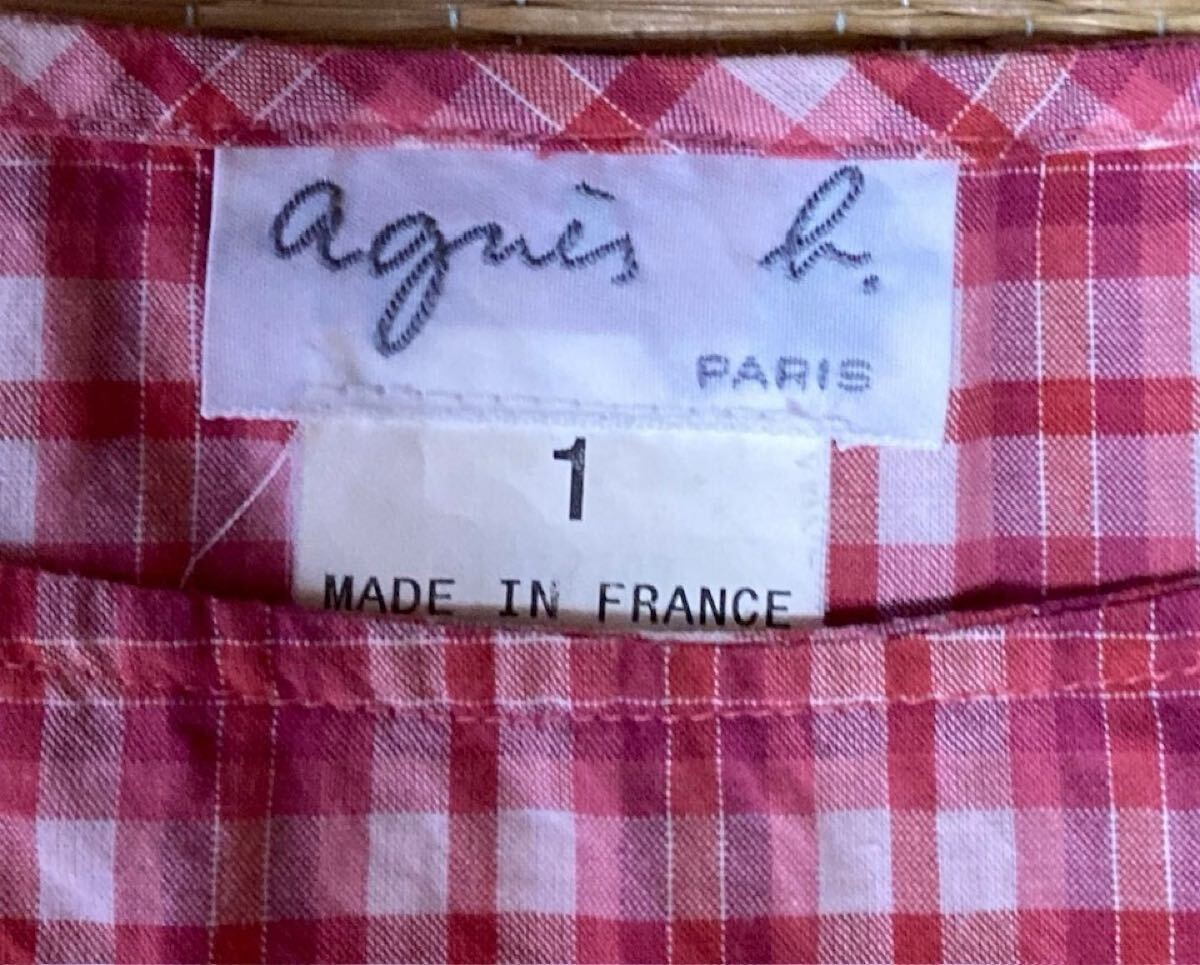 agnès b.
PARIS
1
MADE IN FRANCE